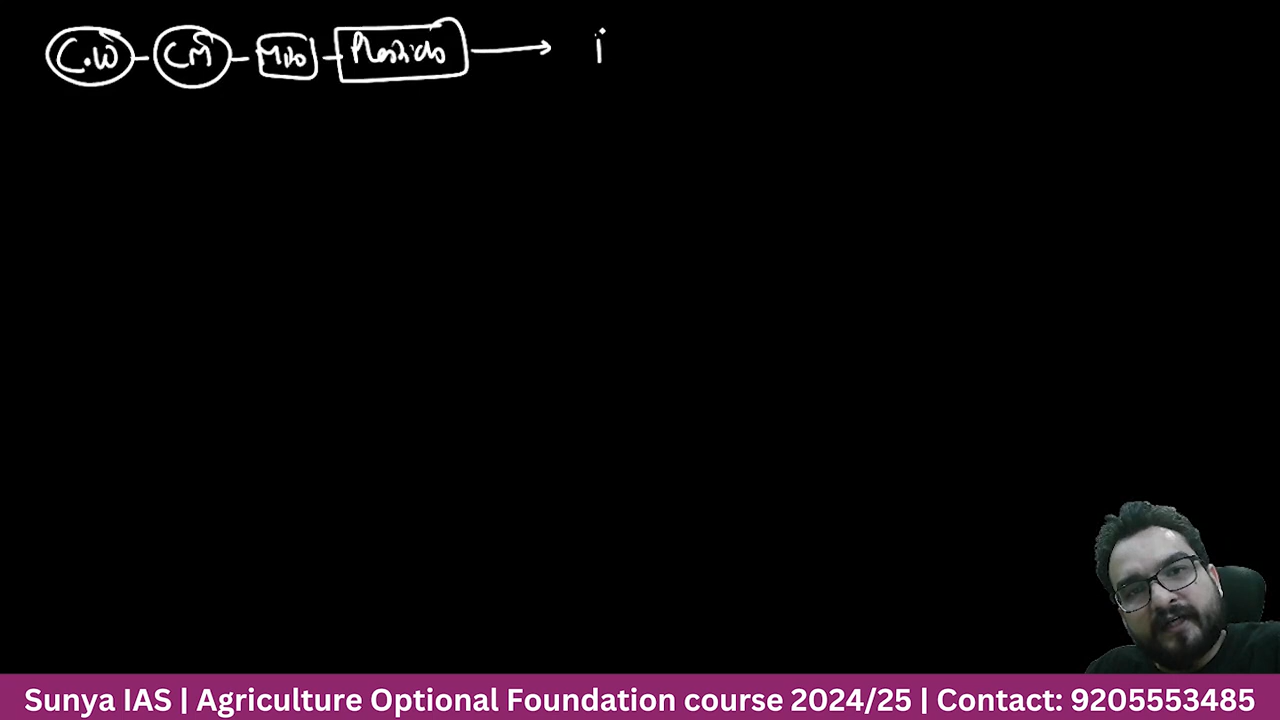 C.W - CM - Mito - Plastids → i
Sunya IAS | Agriculture Optional Foundation course 2024/25 | Contact: 9205553485